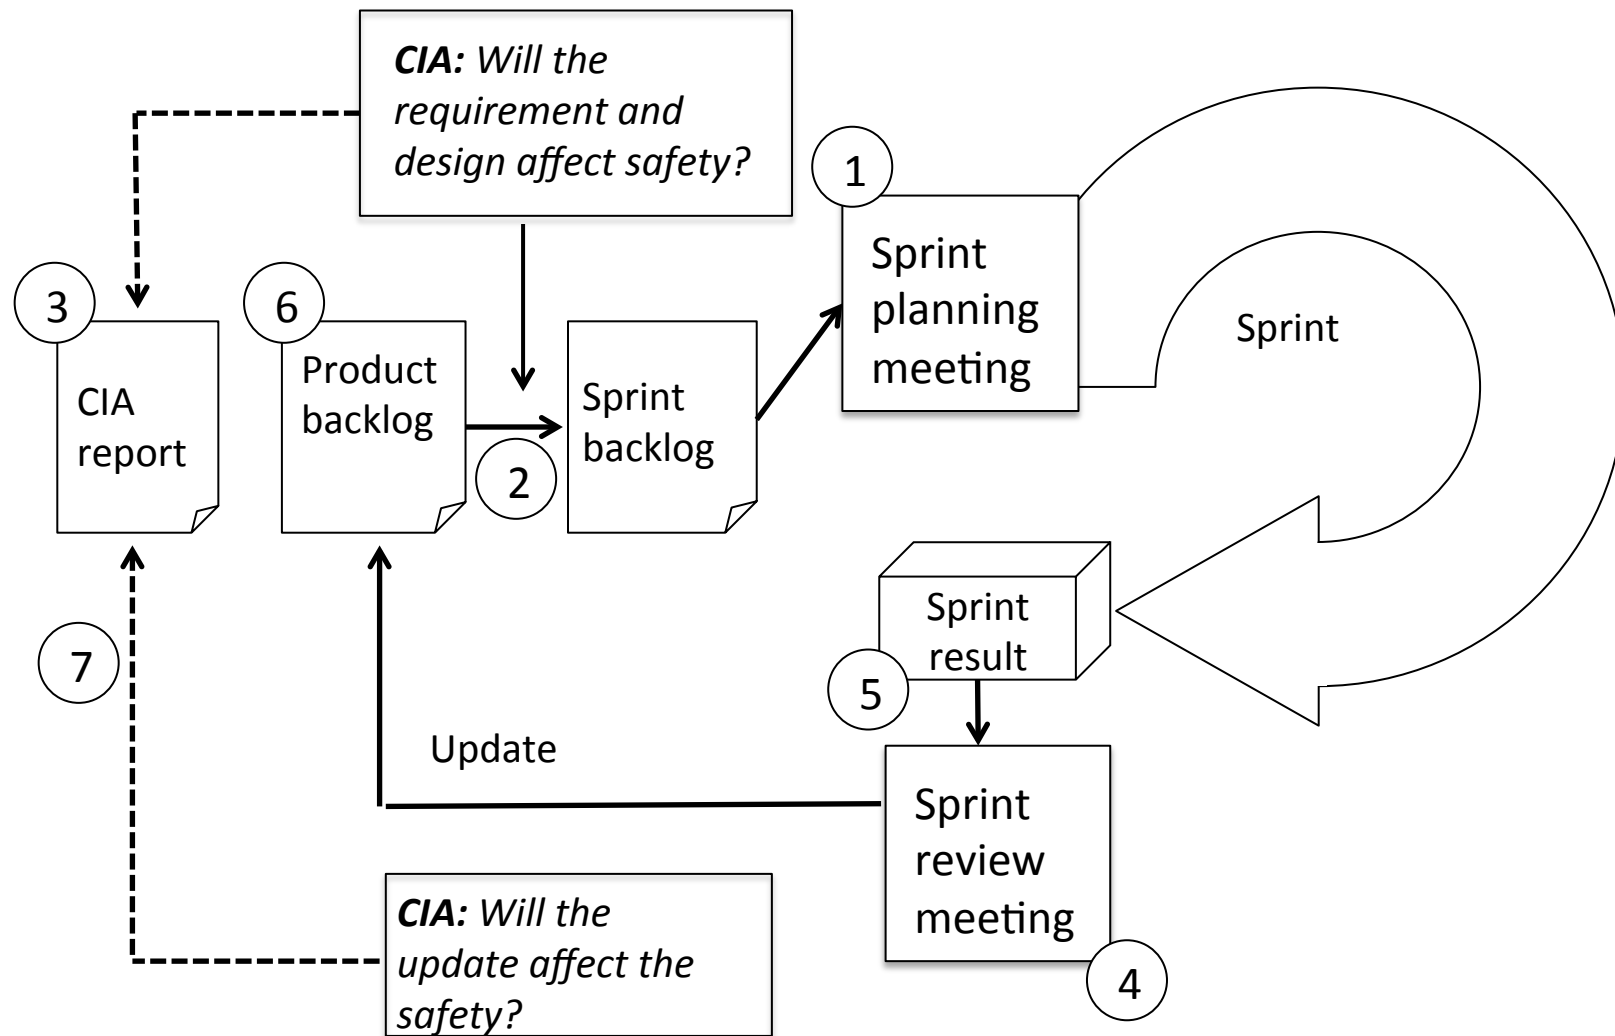 CIA: Will the
requirement and
design affect safety?
1
Sprint
planning
meeting
Sprint
3
CIA
report
6
Product
backlog
2
Sprint
backlog
Sprint
result
5
7
Update
Sprint
review
meeting
4
CIA: Will the
update affect the
safety?